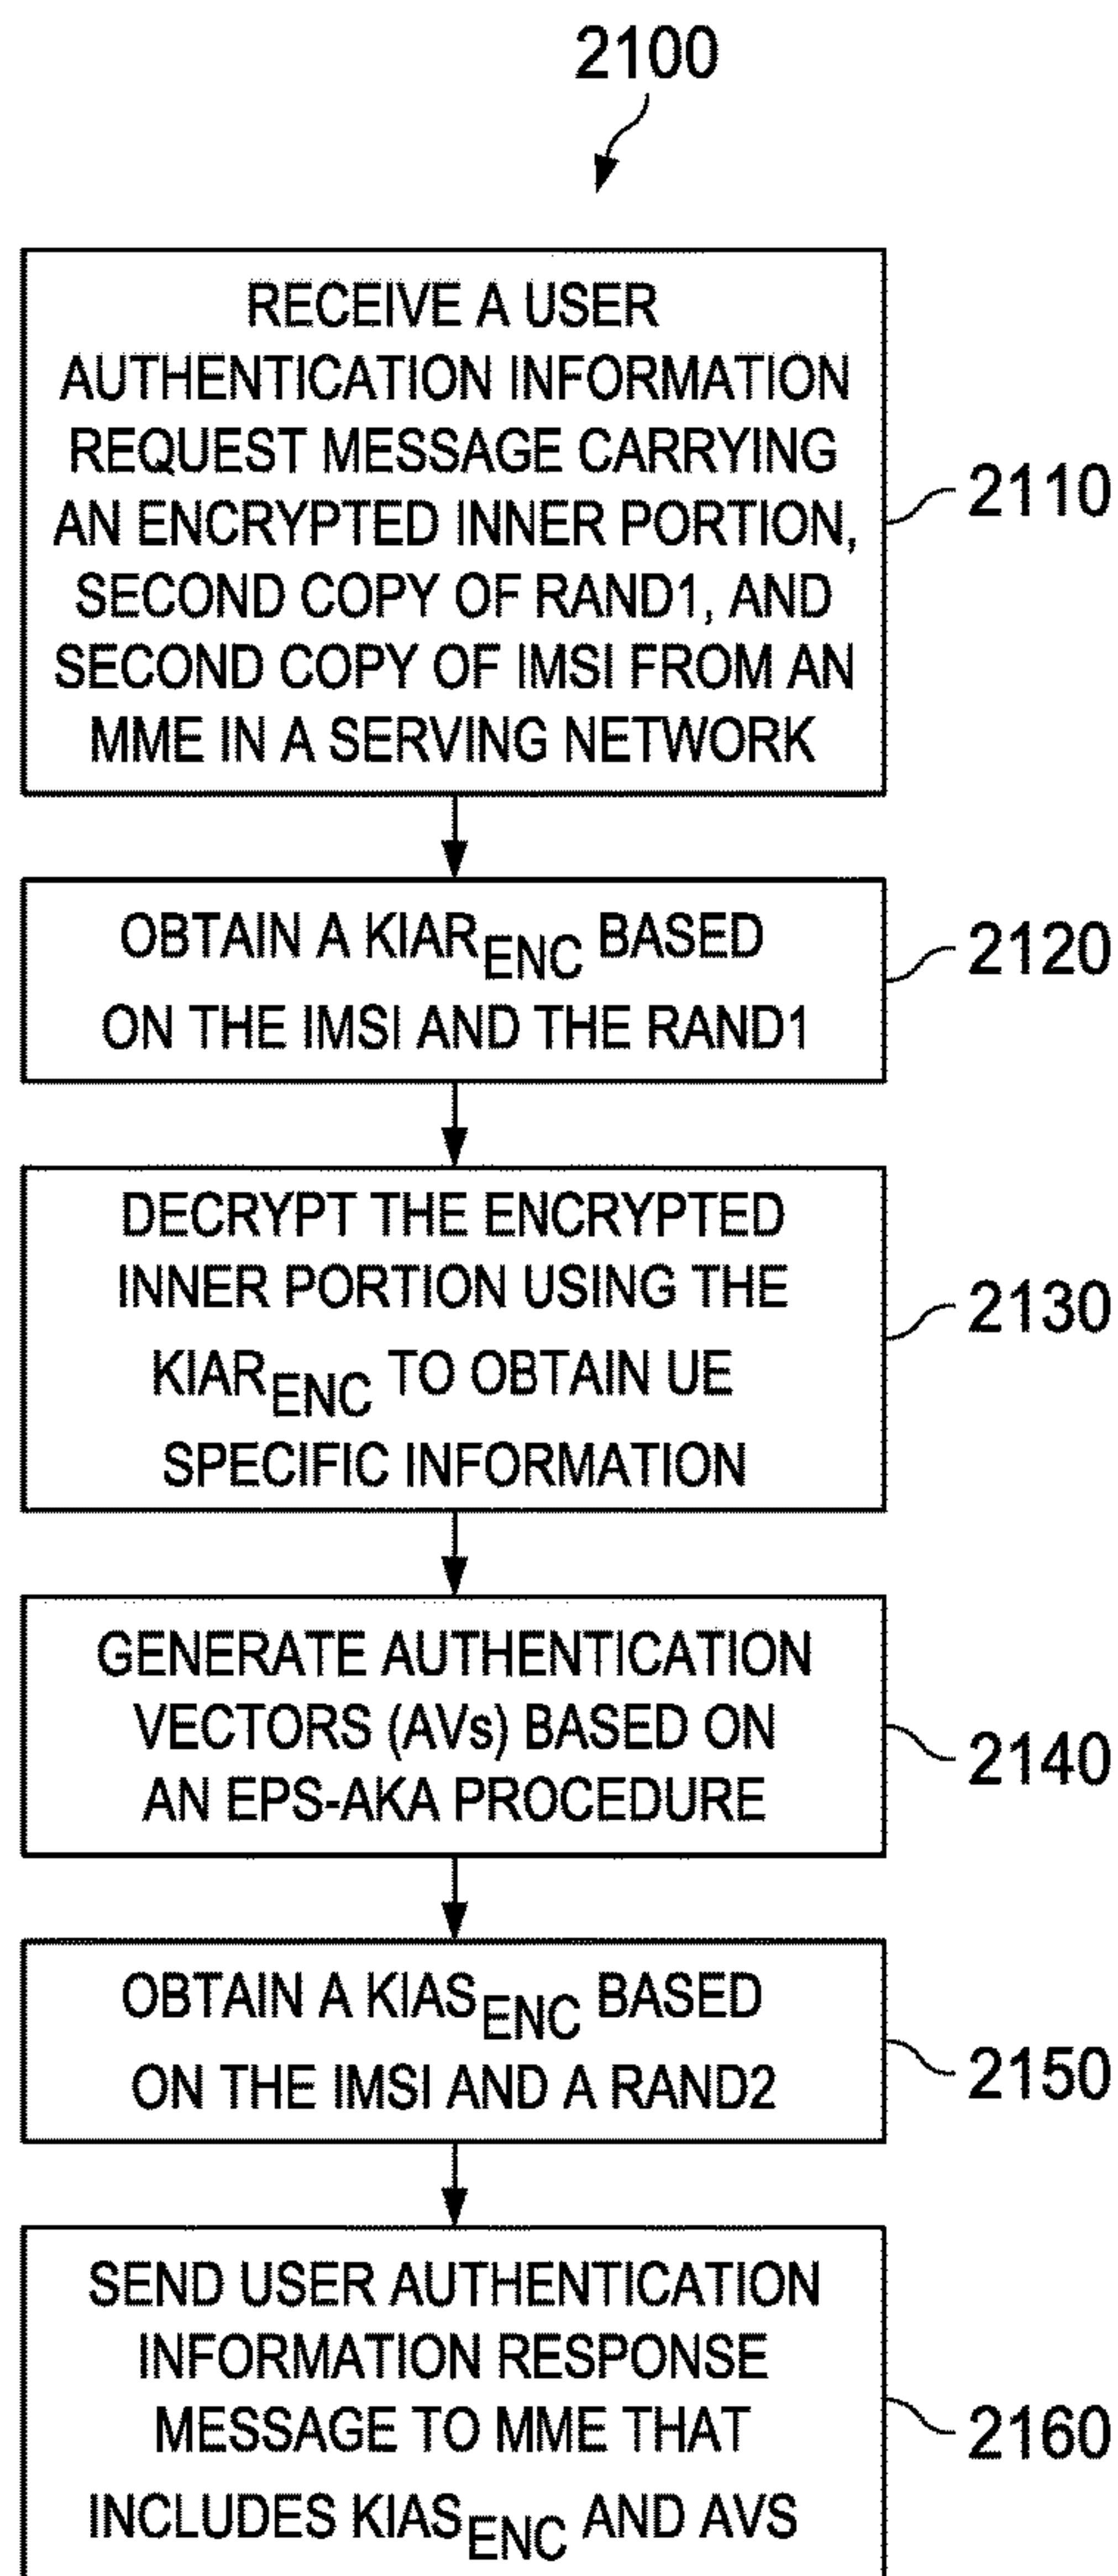 2100
RECEIVE A USER
AUTHENTICATION INFORMATION
REQUEST MESSAGE CARRYING
AN ENCRYPTED INNER PORTION,
SECOND COPY OF RAND1, AND
SECOND COPY OF IMSI FROM AN
MME IN A SERVING NETWORK
2110
OBTAIN A KIAR_ENC BASED
ON THE IMSI AND THE RAND1
2120
DECRYPT THE ENCRYPTED
INNER PORTION USING THE
KIAR_ENC TO OBTAIN UE
SPECIFIC INFORMATION
2130
GENERATE AUTHENTICATION
VECTORS (AVs) BASED ON
AN EPS-AKA PROCEDURE
2140
OBTAIN A KIAS_ENC BASED
ON THE IMSI AND A RAND2
2150
SEND USER AUTHENTICATION
INFORMATION RESPONSE
MESSAGE TO MME THAT
INCLUDES KIAS_ENC AND AVS
2160